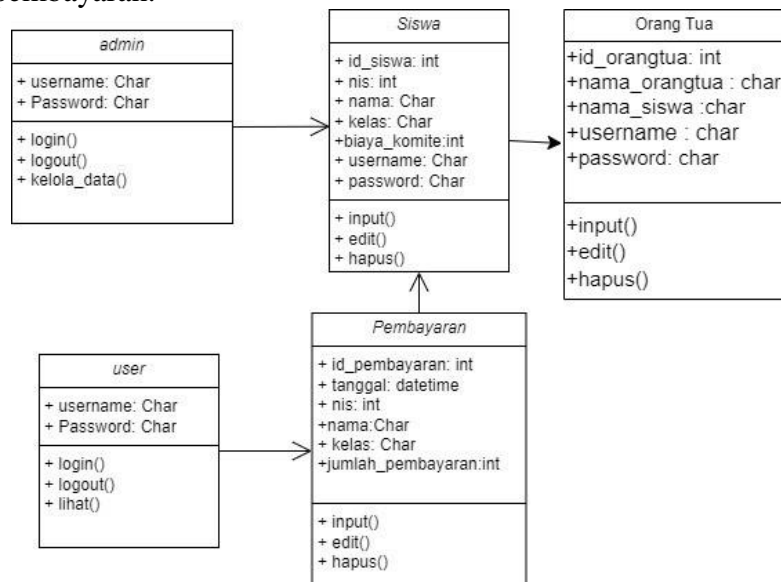 pembayaran.
admin
+ username: Char
+ Password: Char
+ login()
+ logout()
+ kelola_data()
Siswa
+ id_siswa: int
+ nis: int
+ nama: Char
+ kelas: Char
+biaya_komite:int
+ username: Char
+ password: Char
+ input()
+ edit()
+ hapus()
Orang Tua
+id_orangtua: int
+nama_orangtua : char
+nama_siswa :char
+username : char
+password: char
+input()
+edit()
+hapus()
user
+ username: Char
+ Password: Char
+ login()
+ logout()
+ lihat()
Pembayaran
+ id_pembayaran: int
+ tanggal: datetime
+ nis: int
+nama:Char
+ kelas: Char
+jumlah_pembayaran:int
+ input()
+ edit()
+ hapus()